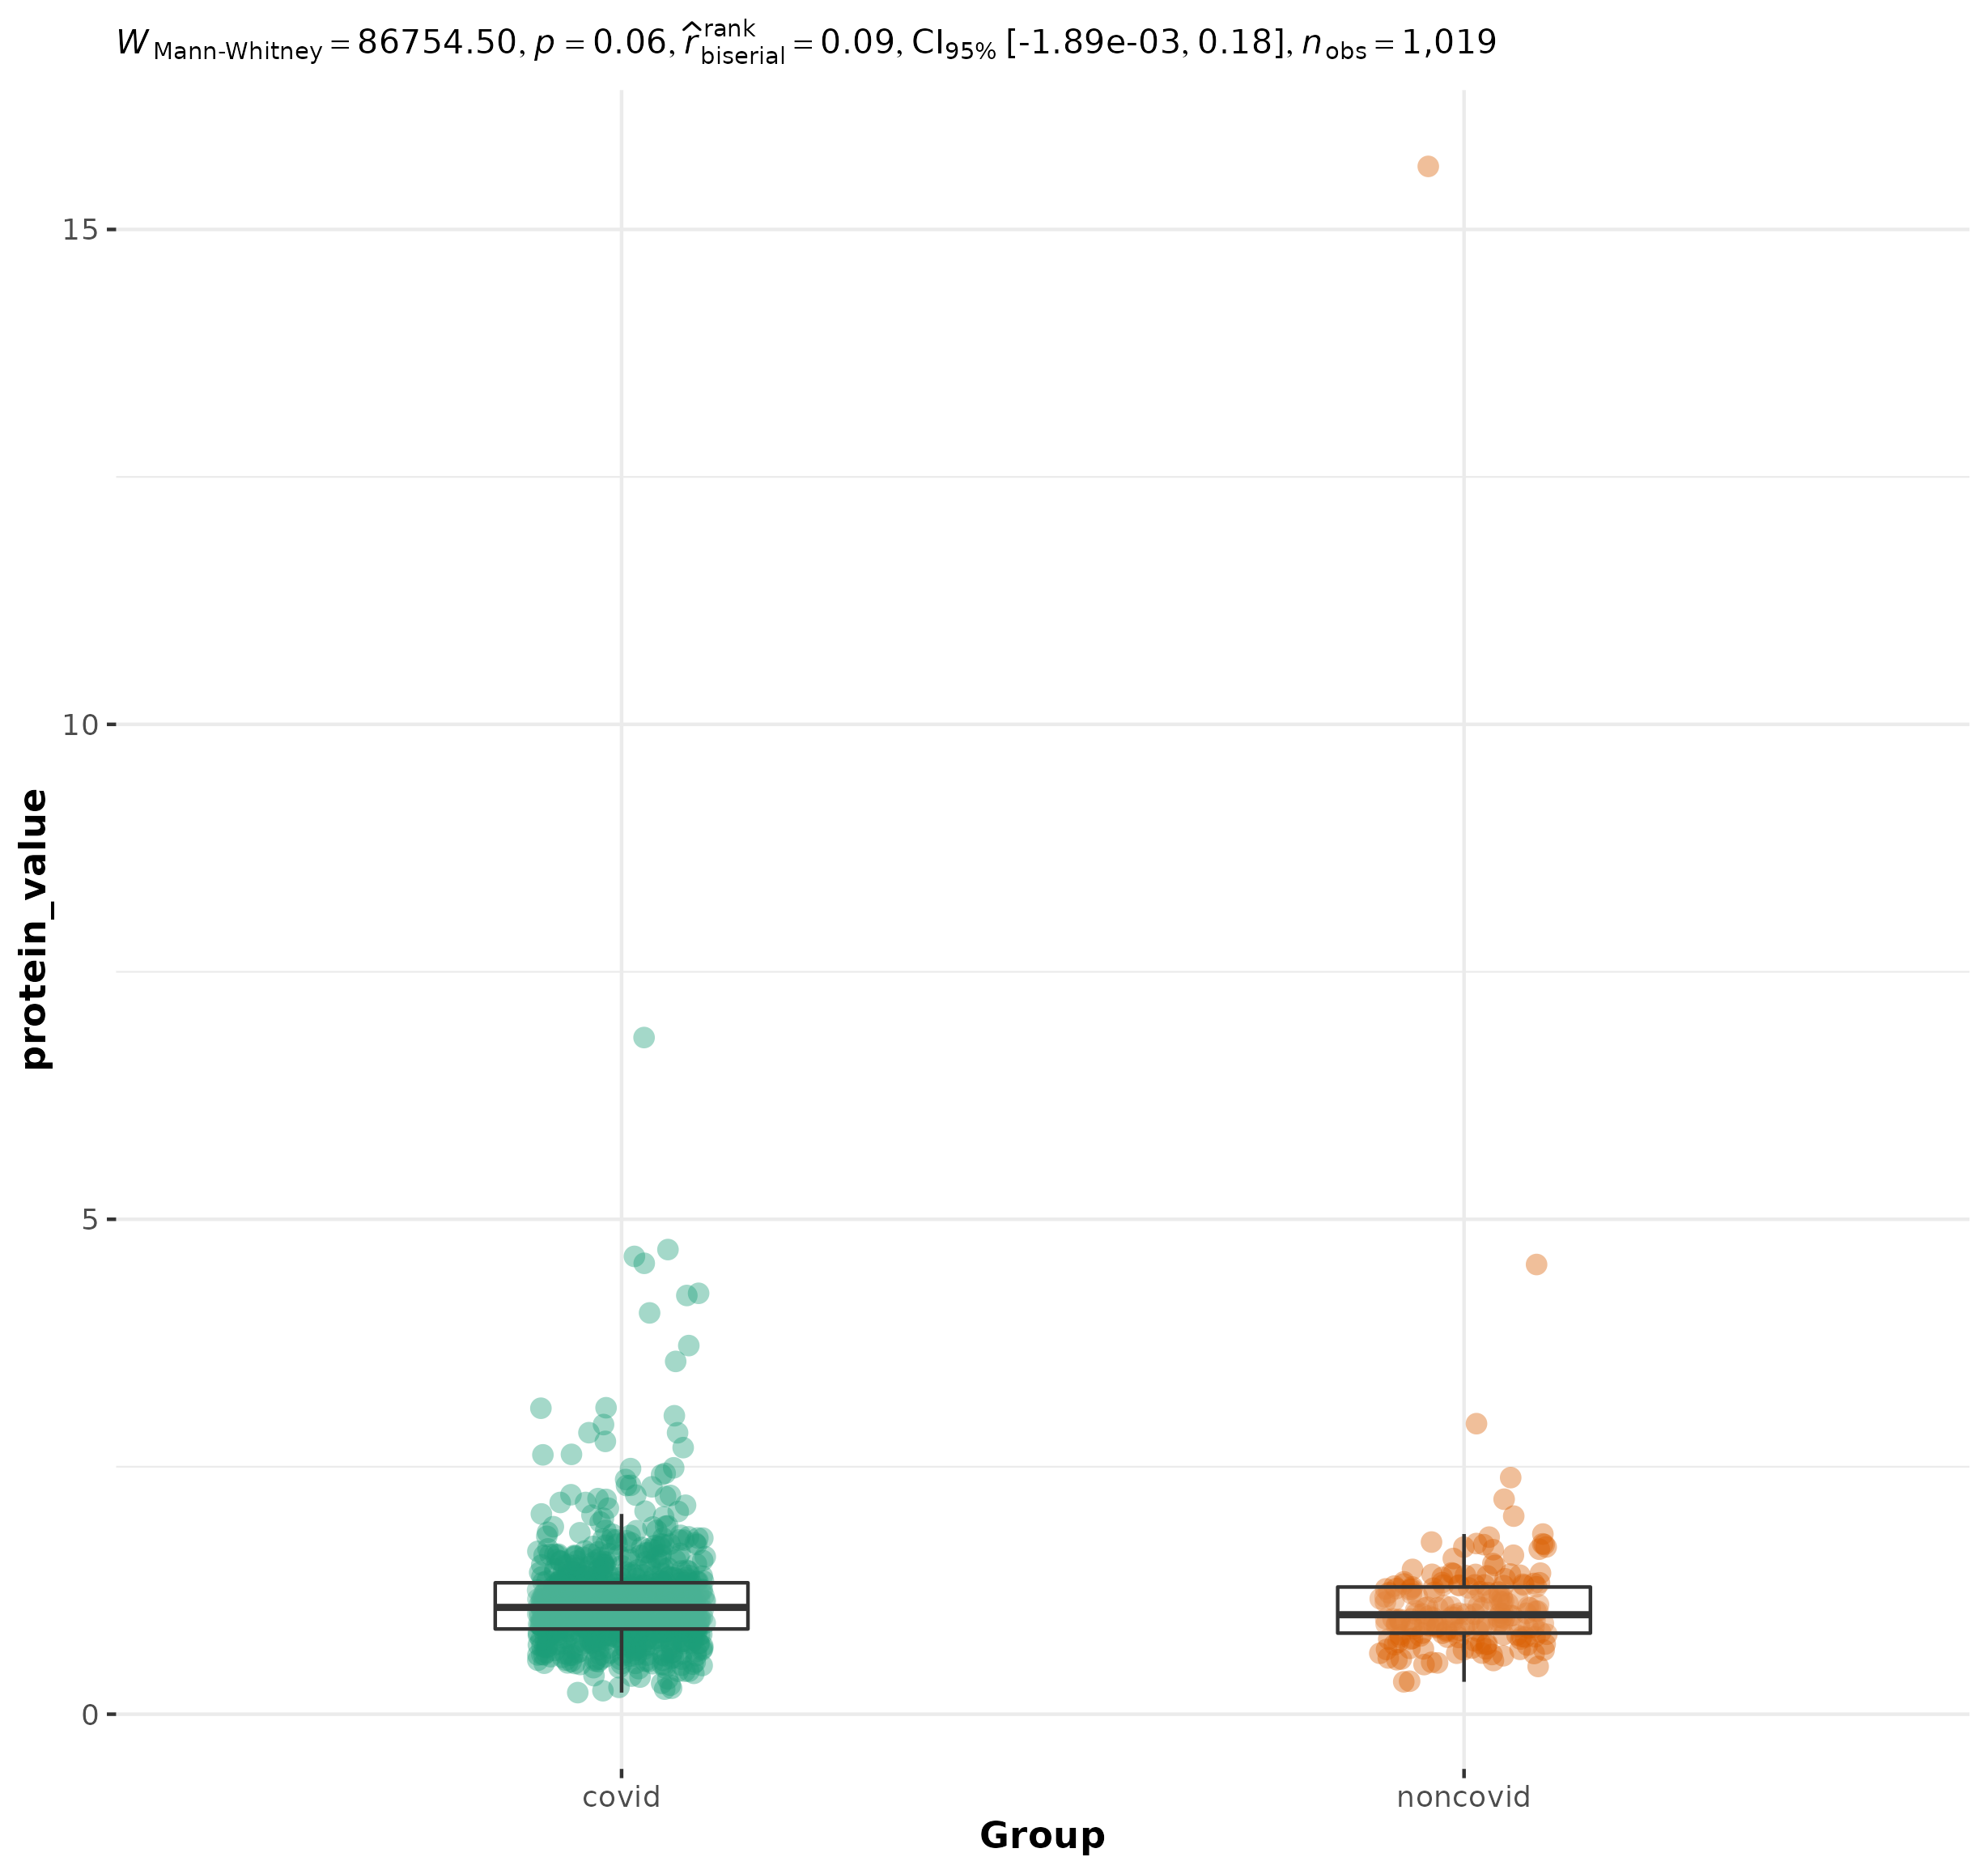 W Mann-Whitney = 86754.50, p = 0.06, r̂ rank biserial = 0.09, CI95% [-1.89e-03, 0.18], n obs = 1,019
15
10
5
0
protein_value
covid noncovid
Group